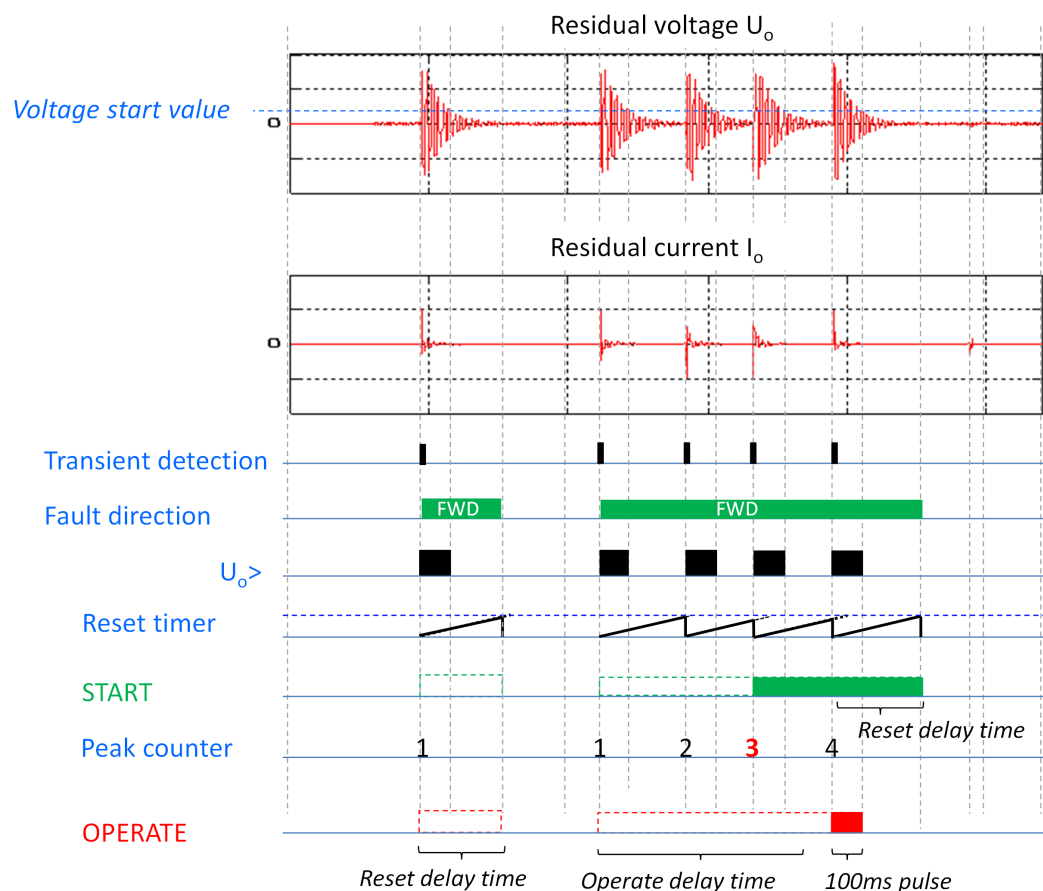 Residual voltage Uₒ
Voltage start value
0
Residual current Iₒ
0
Transient detection
Fault direction
FWD
FWD
Uₒ>
Reset timer
START
Reset delay time
Peak counter
1
1
2
3
4
OPERATE
Reset delay time
Operate delay time
100ms pulse